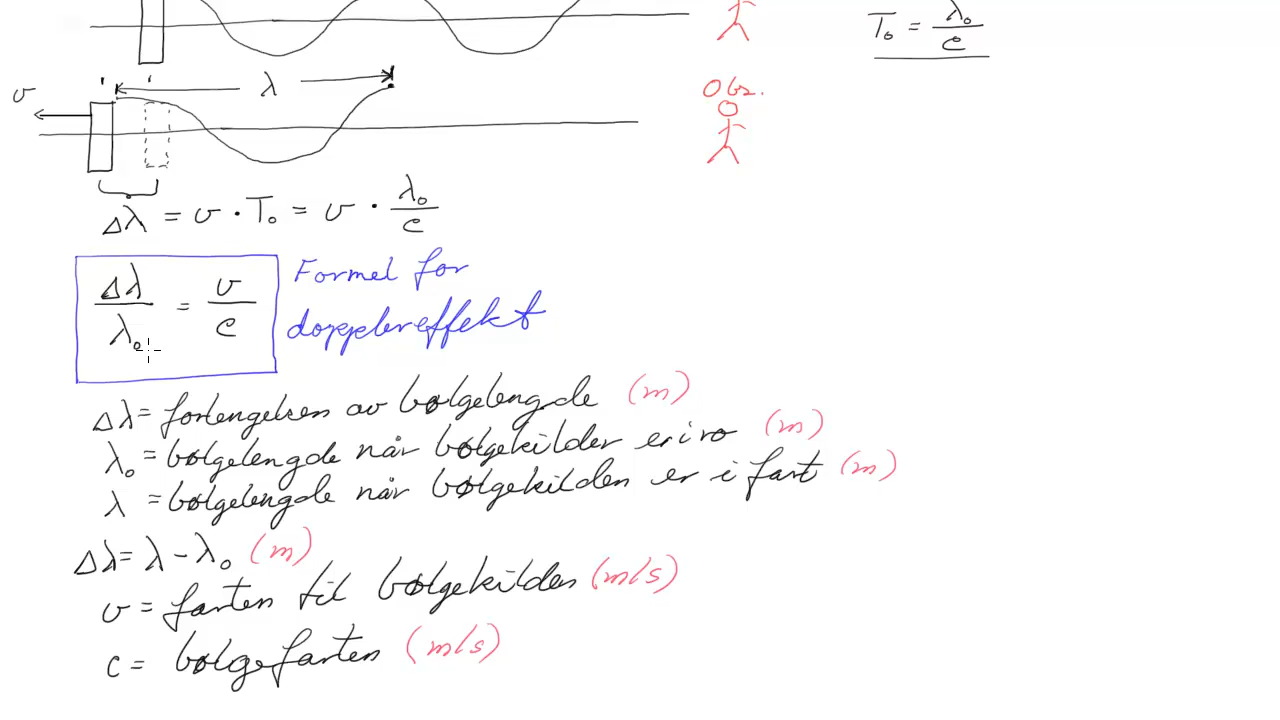 T₀ = λ₀/c
v
λ
Obs.
Δλ = v · T₀ = v · λ₀/c
Δλ/λ₀ = v/c
Formel for
dopplereffekt
Δλ = forlengelsen av bølgelengde (m)
λ₀ = bølgelengde når bølgekilder er i ro (m)
λ = bølgelengde når bølgekilden er i fart (m)
Δλ = λ - λ₀ (m)
v = farten til bølgekilden (m/s)
c = bølgefarten (m/s)